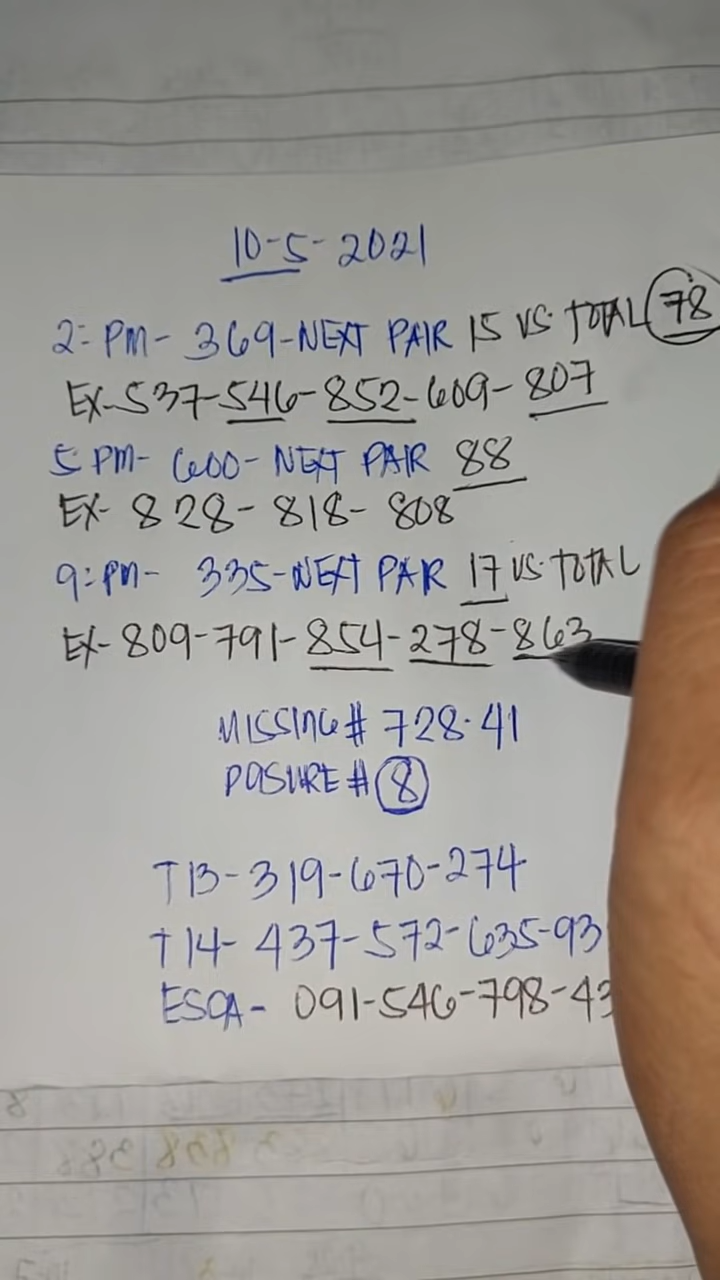 10-5-2021
2:PM- 369-NEXT PAIR 15 VS. TOTAL 78
EX-537-546-852-609-807
5 PM- 600- NEXT PAIR 88
EX- 828-818-808
9:PM- 335-NEXT PAIR 17 VS. TOTAL
EX-809-791-854-278-863
MISSING# 728.41
POSURE# 8
T13-319-670-274
T14-437-572-635-93
ESCA- 091-546-798-43